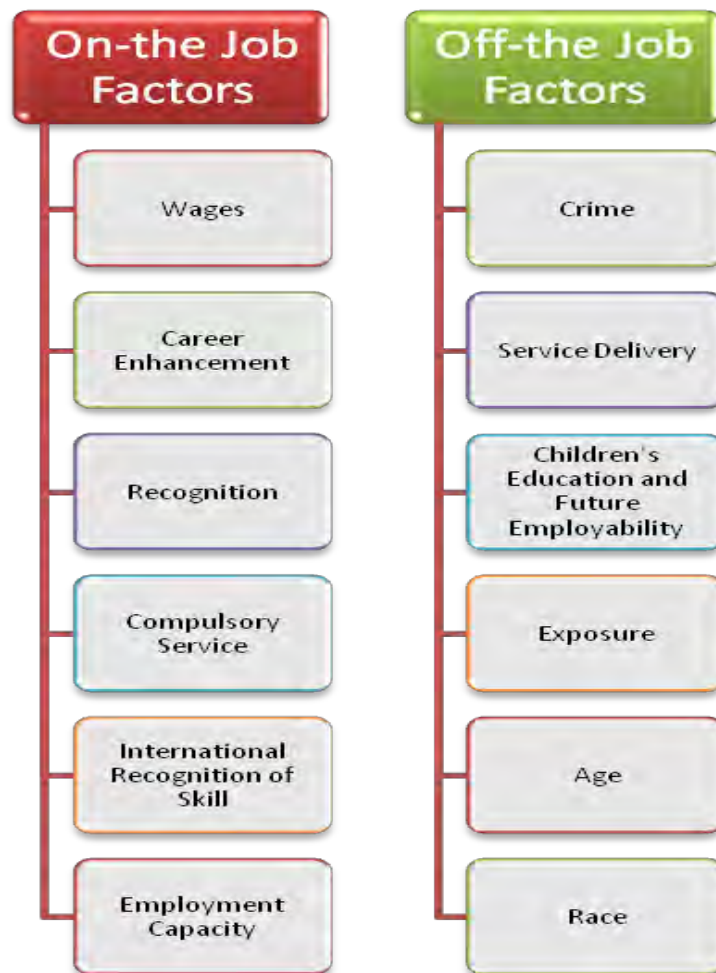 On-the Job
Factors
Wages
Career
Enhancement
Recognition
Compulsory
Service
International
Recognition of
Skill
Employment
Capacity
Off-the Job
Factors
Crime
Service Delivery
Children's
Education and
Future
Employability
Exposure
Age
Race